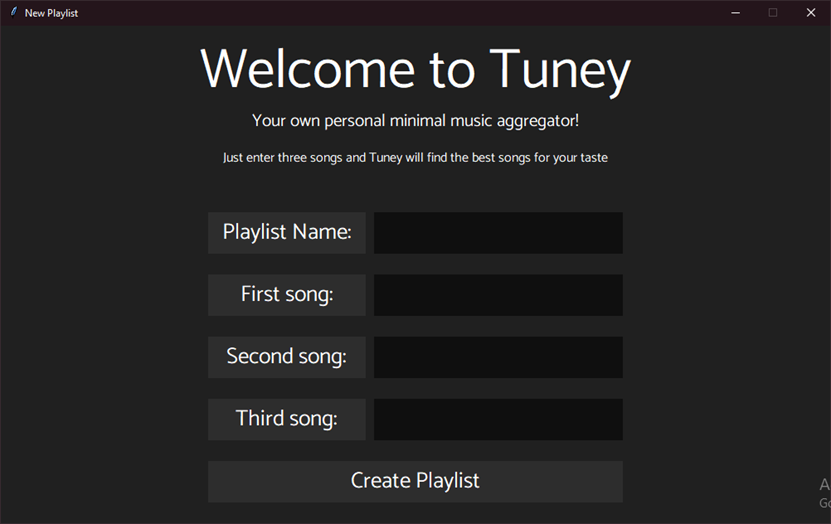 New Playlist
Welcome to Tuney
Your own personal minimal music aggregator!
Just enter three songs and Tuney will find the best songs for your taste
Playlist Name:
First song:
Second song:
Third song:
Create Playlist